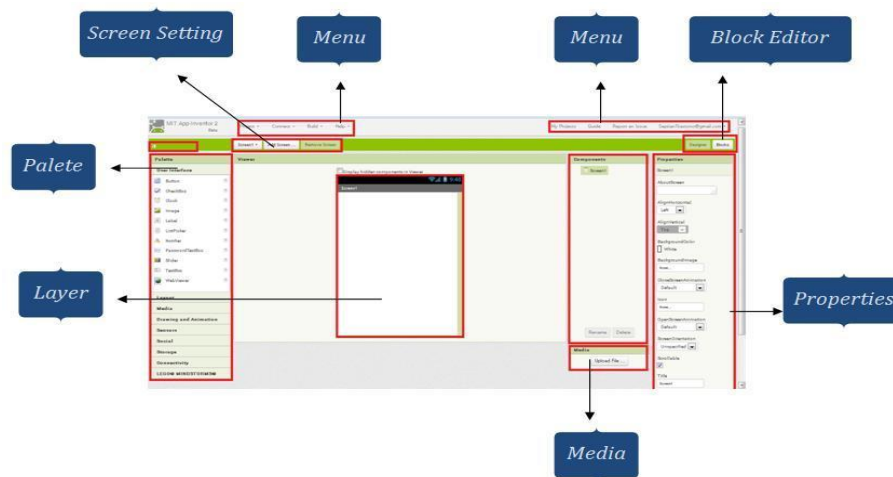 Screen Setting
Menu
Menu
Block Editor
MIT App Inventor 2
Beta
Connect Build Help
My Projects Guide Report an Issue
Screen1 Add Screen ... Remove Screen
Designer Blocks
Palete
Palette
User Interface
Button
CheckBox
Clock
Image
Label
ListPicker
Notifier
PasswordTextBox
Slider
TextBox
WebViewer
Layout
Media
Drawing and Animation
Sensors
Social
Storage
Connectivity
LEGO® MINDSTORMS®
Viewer
Display hidden components in Viewer
Screen1
Layer
Components
Screen1
Rename Delete
Media
Upload File ...
Properties
Screen1
AboutScreen
AlignHorizontal
Left
AlignVertical
Top
BackgroundColor
White
BackgroundImage
None...
CloseScreenAnimation
Default
Icon
None...
OpenScreenAnimation
Default
ScreenOrientation
Unspecified
Scrollable
Title
Screen1
Properties
Media